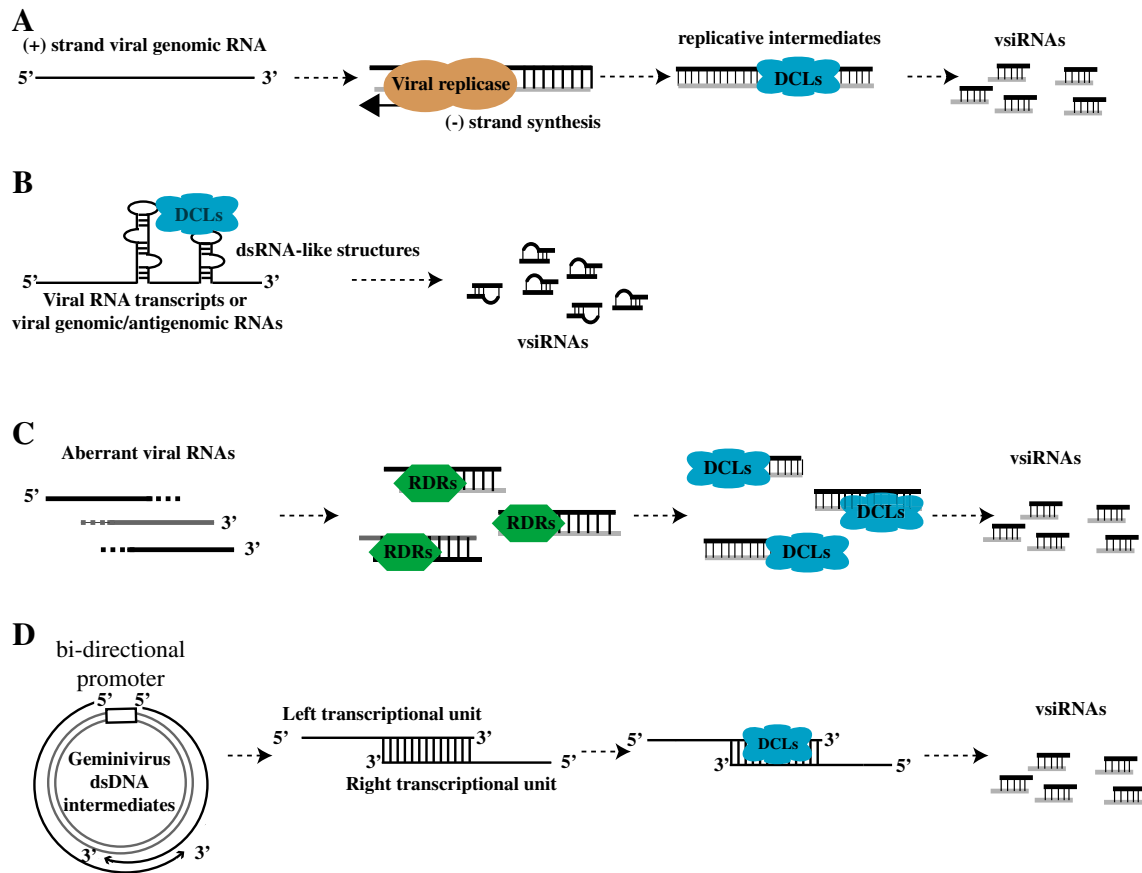 A
(+) strand viral genomic RNA
5’ 3’
Viral replicase
(-) strand synthesis
replicative intermediates
DCLs
vsiRNAs
B
DCLs
dsRNA-like structures
5’ 3’
Viral RNA transcripts or
viral genomic/antigenomic RNAs
vsiRNAs
C
Aberrant viral RNAs
5’
3’
3’
RDRs
RDRs
RDRs
DCLs
DCLs
DCLs
vsiRNAs
D
bi-directional
promoter
5’ 5’
Geminivirus
dsDNA
intermediates
3’ 3’
Left transcriptional unit
5’ 3’
3’ 5’
Right transcriptional unit
5’ DCLs 3’
3’ 5’
vsiRNAs